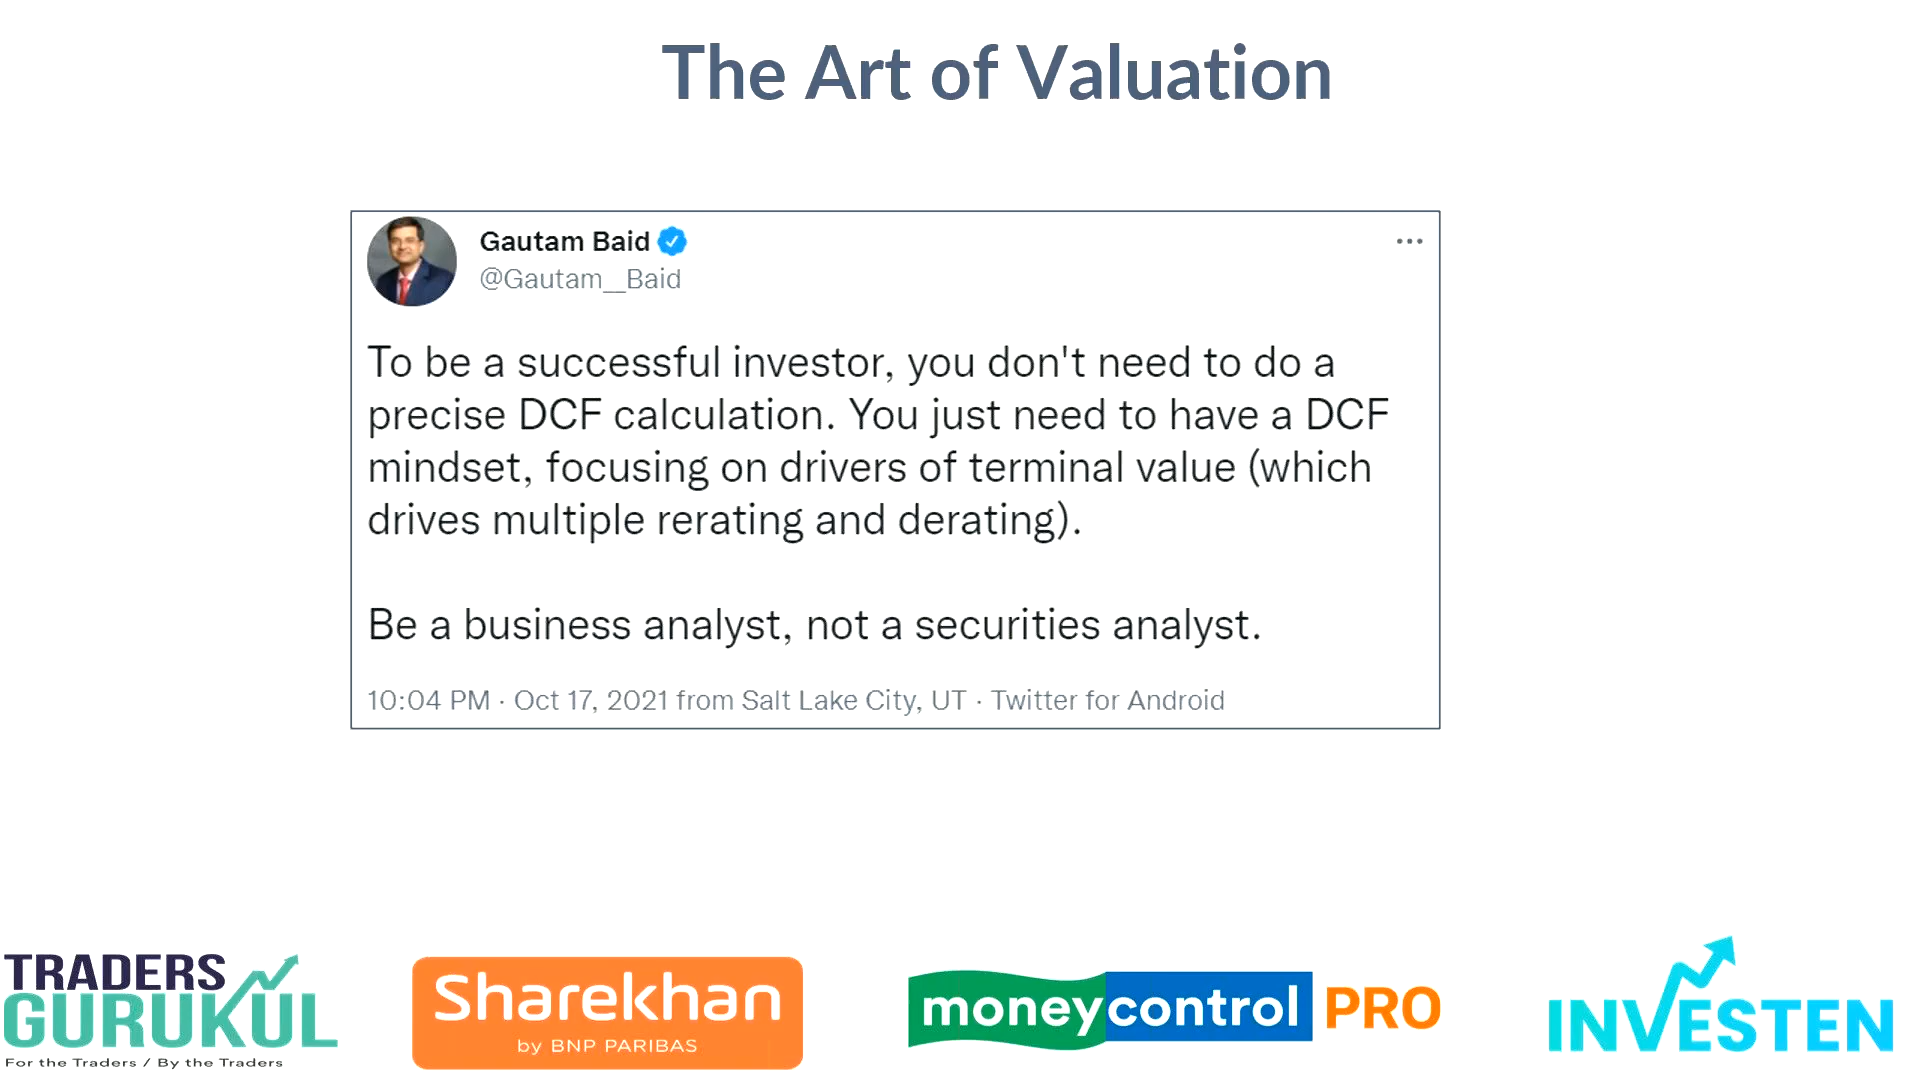 The Art of Valuation
Gautam Baid
@Gautam__Baid
To be a successful investor, you don't need to do a
precise DCF calculation. You just need to have a DCF
mindset, focusing on drivers of terminal value (which
drives multiple rerating and derating).
Be a business analyst, not a securities analyst.
10:04 PM · Oct 17, 2021 from Salt Lake City, UT · Twitter for Android
TRADERS
GURUKUL
For the Traders / By the Traders
Sharekhan
by BNP PARIBAS
moneycontrol PRO
INVESTEN